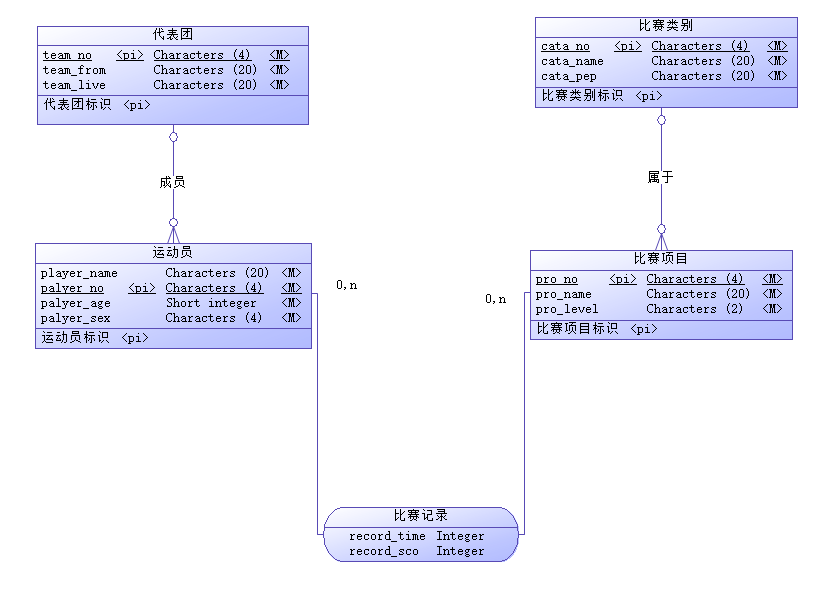 代表团
team_no <pi> Characters (4) <M>
team_from Characters (20) <M>
team_live Characters (20) <M>
代表团标识 <pi>
比赛类别
cata_no <pi> Characters (4) <M>
cata_name Characters (20) <M>
cata_pep Characters (20) <M>
比赛类别标识 <pi>
成员
属于
运动员
player_name Characters (20) <M>
palyer_no <pi> Characters (4) <M>
palyer_age Short integer <M>
palyer_sex Characters (4) <M>
运动员标识 <pi>
比赛项目
pro_no <pi> Characters (4) <M>
pro_name Characters (20) <M>
pro_level Characters (2) <M>
比赛项目标识 <pi>
0,n
0,n
比赛记录
record_time Integer
record_sco Integer